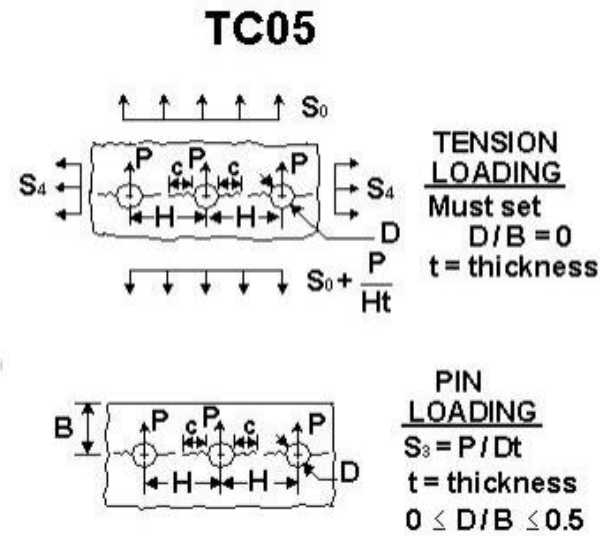 TC05
S₀
P P P
c c
S₄ S₄
H H
D
S₀ + P/Ht
TENSION
LOADING
Must set
D/B = 0
t = thickness
B
P P P
c c
H H
D
PIN
LOADING
S₃ = P/Dt
t = thickness
0 ≤ D/B ≤ 0.5